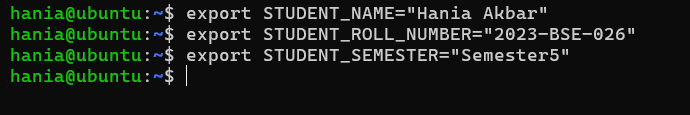 hania@ubuntu:~$ export STUDENT_NAME="Hania Akbar"
hania@ubuntu:~$ export STUDENT_ROLL_NUMBER="2023-BSE-026"
hania@ubuntu:~$ export STUDENT_SEMESTER="Semester5"
hania@ubuntu:~$